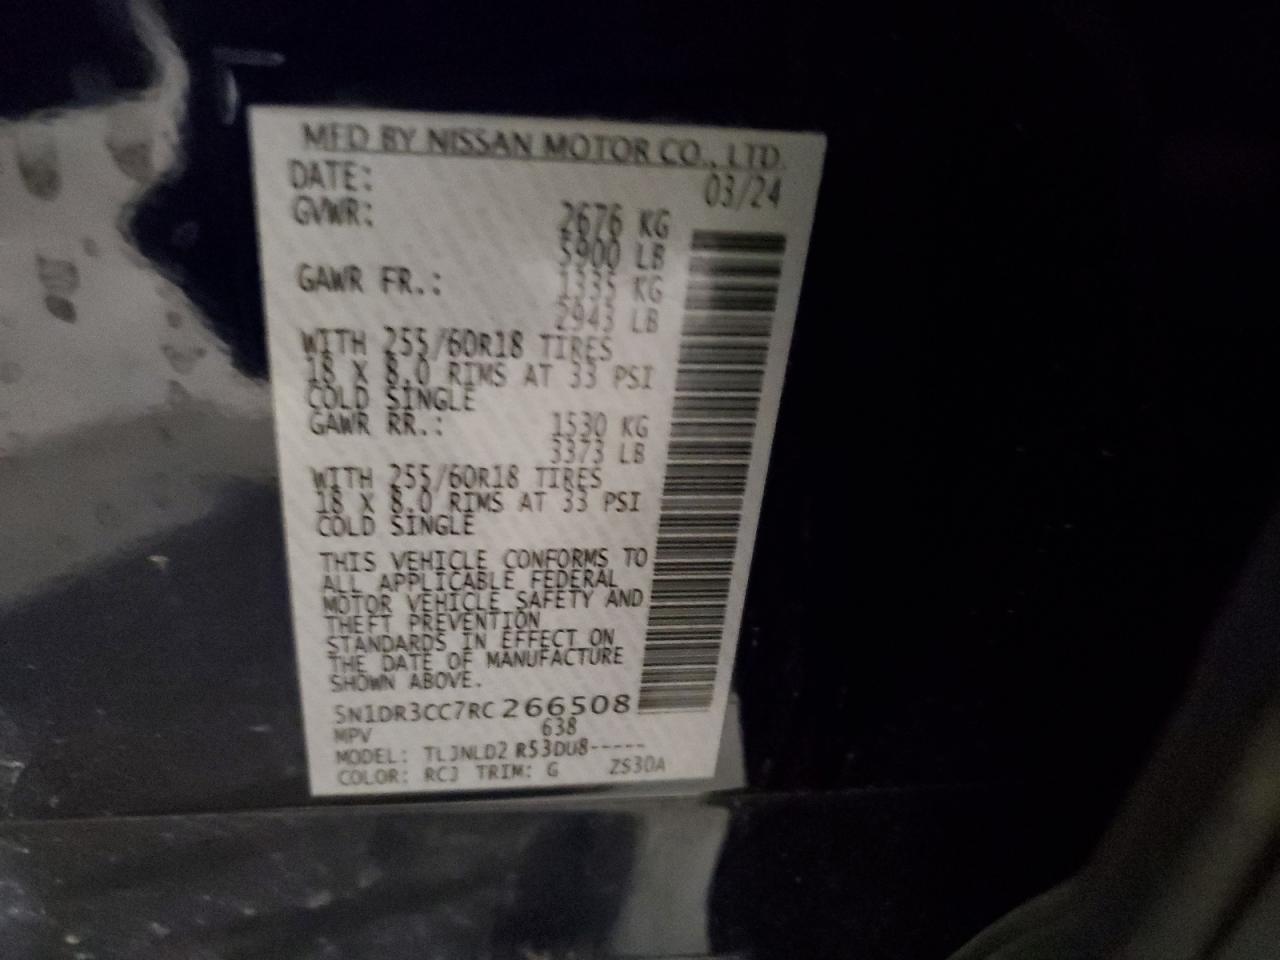 MFD BY NISSAN MOTOR CO., LTD.
DATE: 03/24
GVWR: 2676 KG
5900 LB
GAWR FR.: 1335 KG
2943 LB
WITH 255/60R18 TIRES
18 X 8.0 RIMS AT 33 PSI
COLD SINGLE
GAWR RR.: 1530 KG
3373 LB
WITH 255/60R18 TIRES
18 X 8.0 RIMS AT 33 PSI
COLD SINGLE
THIS VEHICLE CONFORMS TO
ALL APPLICABLE FEDERAL
MOTOR VEHICLE SAFETY AND
THEFT PREVENTION
STANDARDS IN EFFECT ON
THE DATE OF MANUFACTURE
SHOWN ABOVE.
5N1DR3CC7RC266508
MPV 638
MODEL: TLJNLD2 R53DU8-----
COLOR: RCJ TRIM: G ZS30A